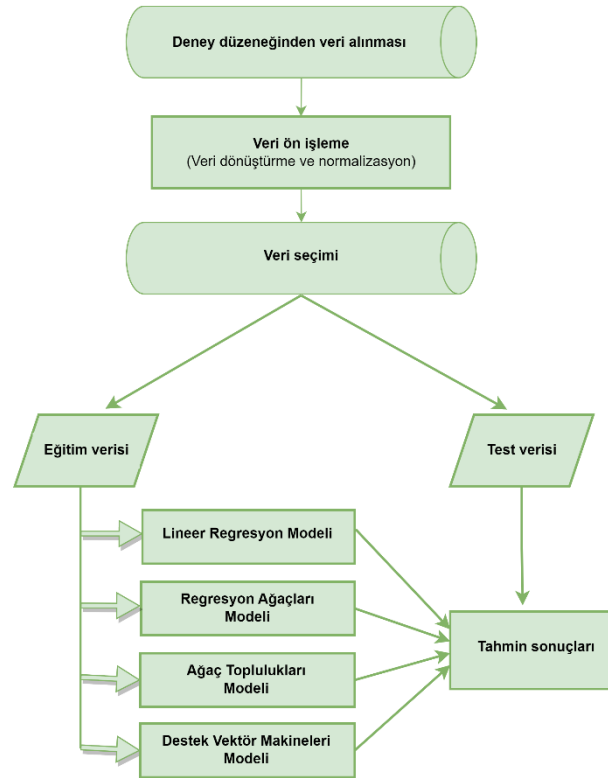 Deney düzeneğinden veri alınması
Veri ön işleme
(Veri dönüştürme ve normalizasyon)
Veri seçimi
Eğitim verisi
Test verisi
Lineer Regresyon Modeli
Regresyon Ağaçları
Modeli
Ağaç Toplulukları
Modeli
Destek Vektör Makineleri
Modeli
Tahmin sonuçları